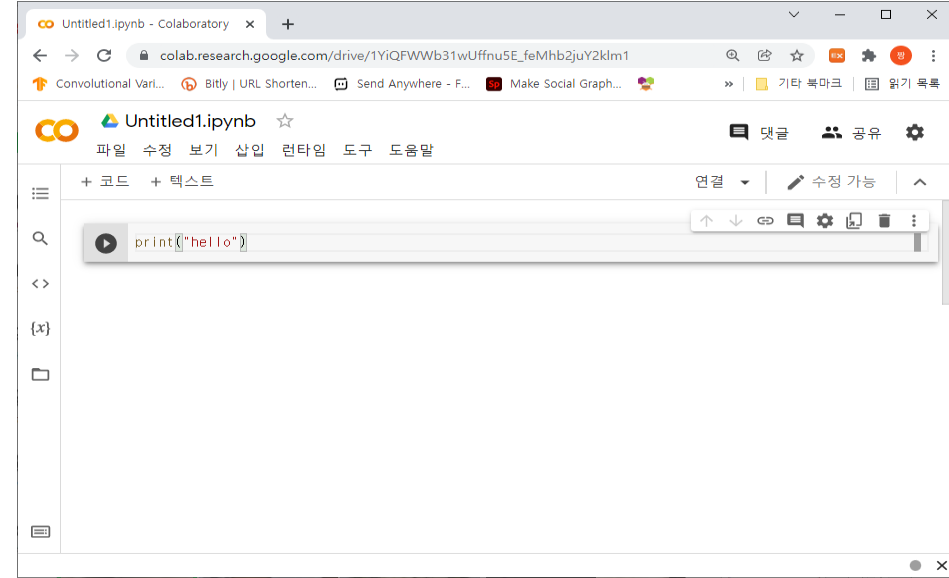 Untitled1.ipynb - Colaboratory
colab.research.google.com/drive/1YiQFWWb31wUffnu5E_feMhb2juY2klm1
Convolutional Vari... Bitly | URL Shorten... Send Anywhere - F... Sp Make Social Graph... » 기타 북마크 읽기 목록
CO Untitled1.ipynb 댓글 공유
파일 수정 보기 삽입 런타임 도구 도움말
+ 코드 + 텍스트 연결 수정 가능
print("hello")
<>
{x}